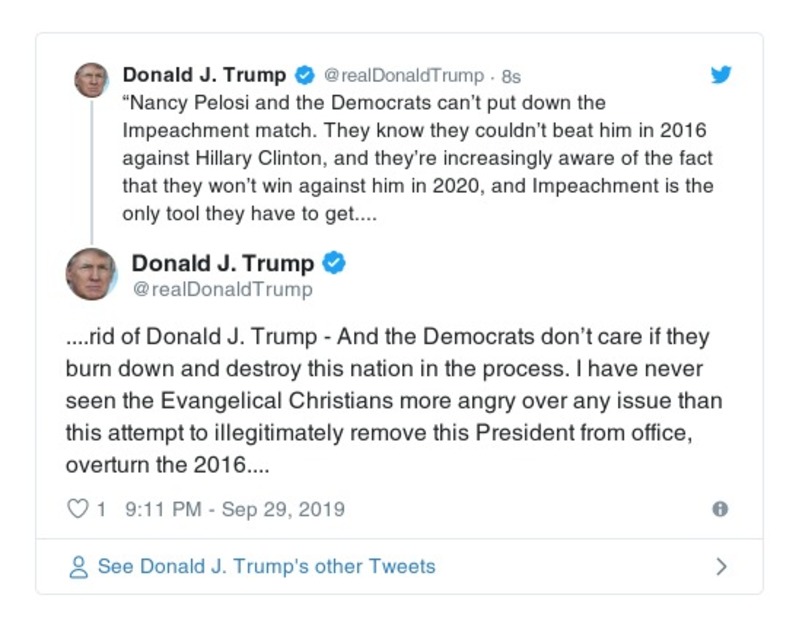 Donald J. Trump @realDonaldTrump · 8s
“Nancy Pelosi and the Democrats can’t put down the
Impeachment match. They know they couldn’t beat him in 2016
against Hillary Clinton, and they’re increasingly aware of the fact
that they won’t win against him in 2020, and Impeachment is the
only tool they have to get....
Donald J. Trump
@realDonaldTrump
....rid of Donald J. Trump - And the Democrats don’t care if they
burn down and destroy this nation in the process. I have never
seen the Evangelical Christians more angry over any issue than
this attempt to illegitimately remove this President from office,
overturn the 2016....
1 9:11 PM - Sep 29, 2019
See Donald J. Trump's other Tweets